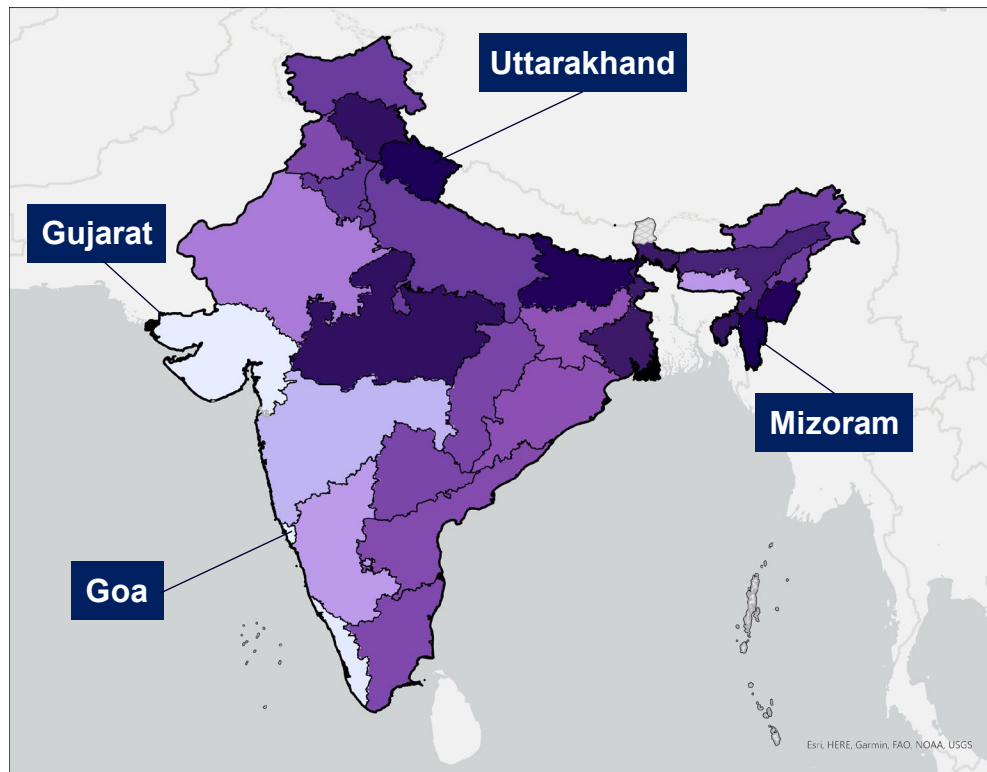 Uttarakhand
Gujarat
Mizoram
Goa
Esri, HERE, Garmin, FAO, NOAA, USGS